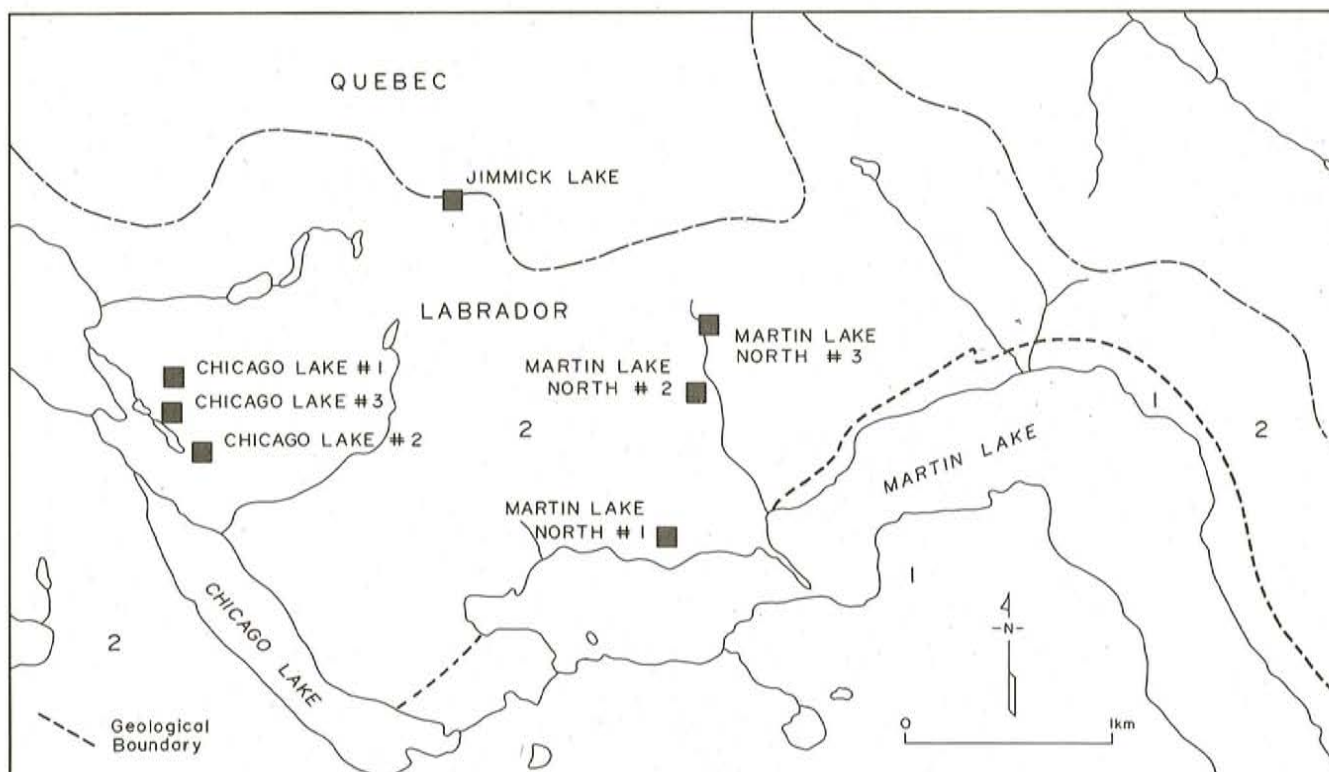 QUEBEC
JIMMICK LAKE
LABRADOR
MARTIN LAKE
NORTH # 3
CHICAGO LAKE #1
MARTIN LAKE
NORTH # 2
CHICAGO LAKE #3
1
2
2
CHICAGO LAKE #2
MARTIN LAKE
MARTIN LAKE
NORTH #1
1
CHICAGO LAKE
-N-
2
Geological
Boundary
0 1km